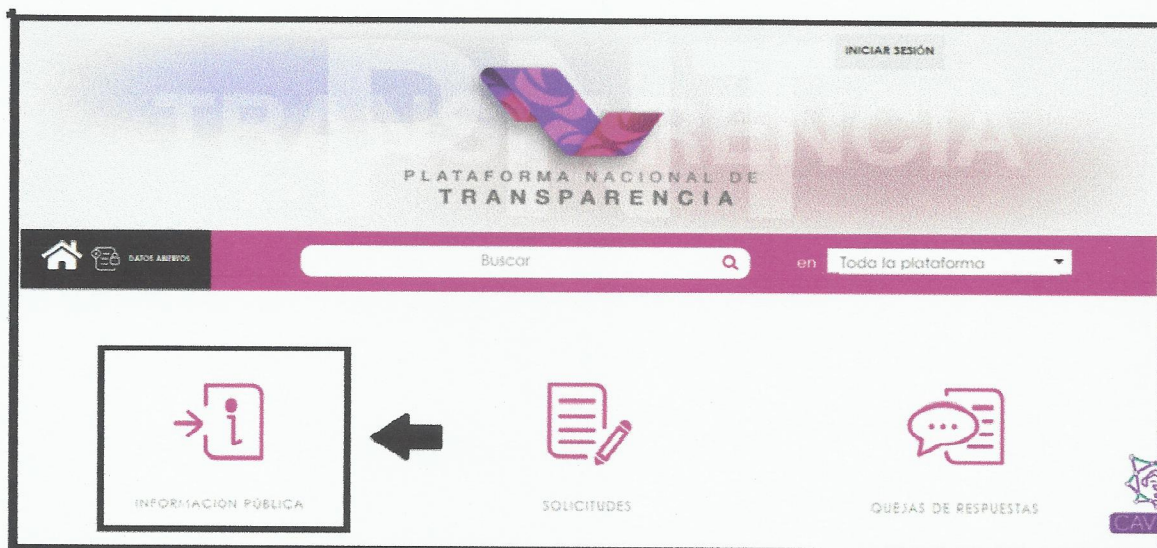 INICIAR SESIÓN
PLATAFORMA NACIONAL DE
TRANSPARENCIA
DATOS ABIERTOS
Buscar
en
Toda la plataforma
INFORMACIÓN PÚBLICA
SOLICITUDES
QUEJAS DE RESPUESTAS
CAV